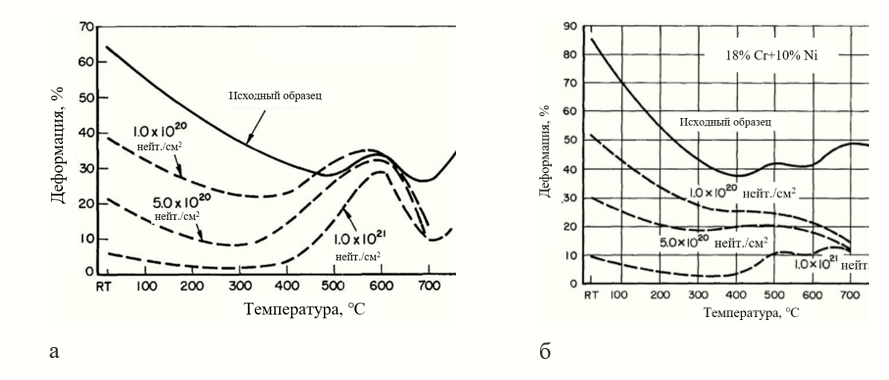 70
60
50
40
30
20
10
0
Деформация, %
Исходный образец
1.0 x 10²⁰
нейт./см²
5.0 x 10²⁰
нейт./см²
1.0 x 10²¹
нейт./см²
RT 100 200 300 400 500 600 700
Температура, °C
а
90
80
70
60
50
40
30
20
10
0
Деформация, %
18% Cr+10% Ni
Исходный образец
1.0×10²⁰ нейт./см²
5.0×10²⁰ нейт./см²
1.0×10²¹ нейт.
RT 100 200 300 400 500 600 700
Температура, °C
б